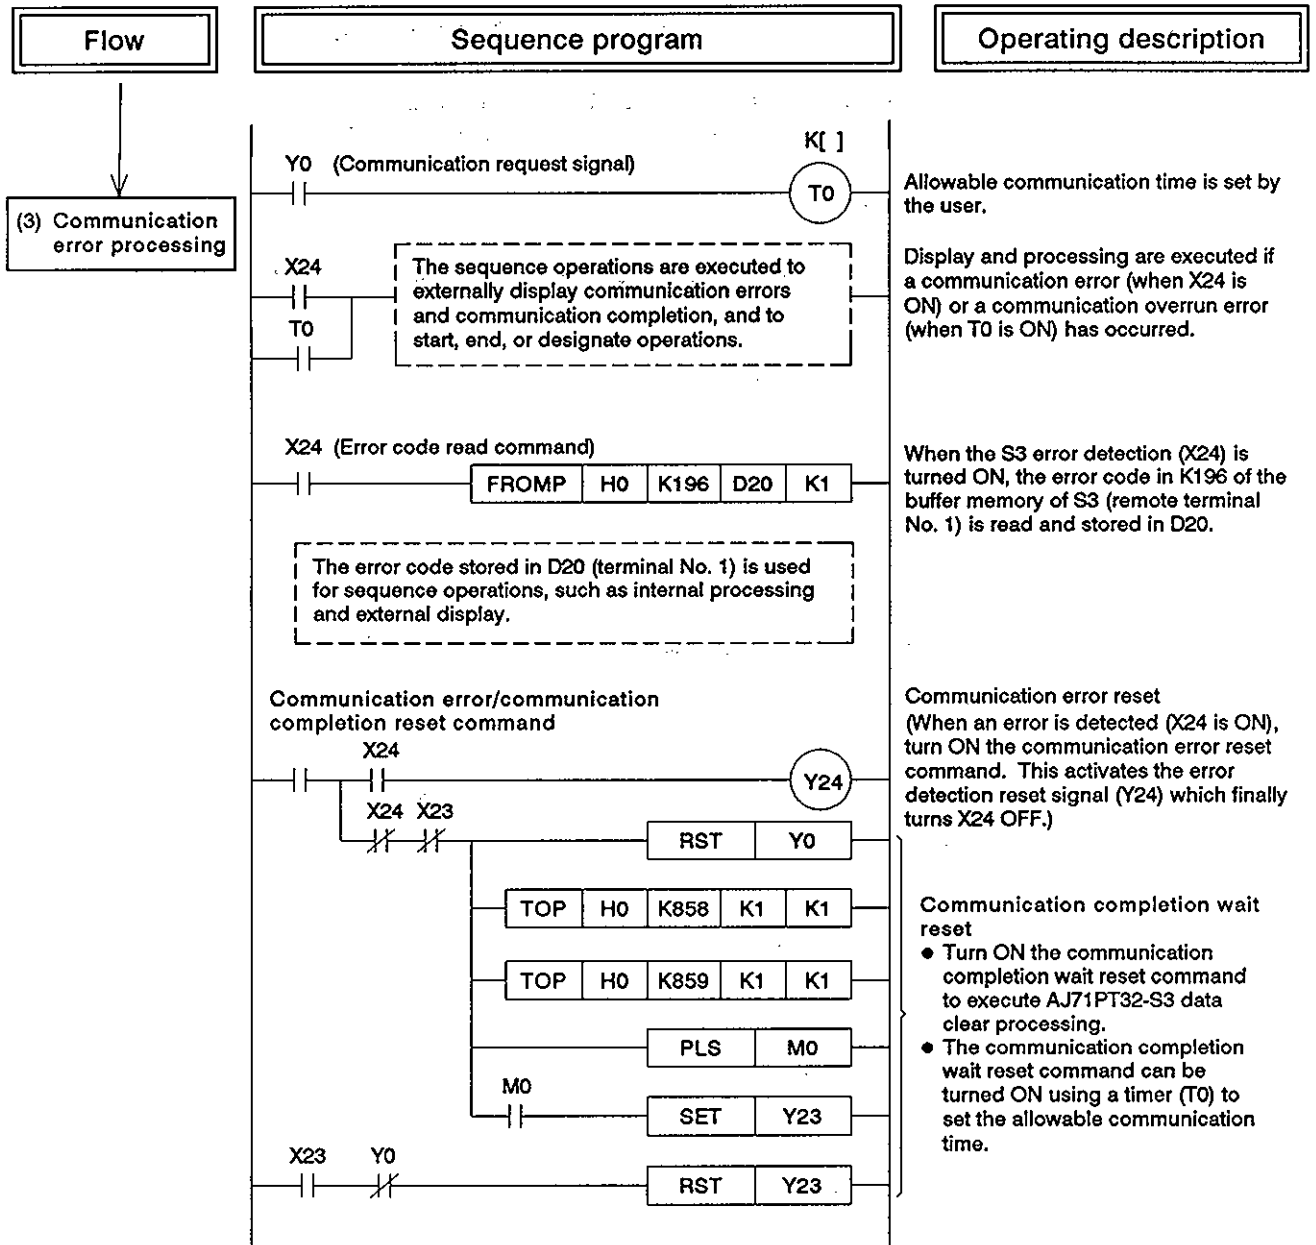 Flow
Sequence program
Operating description
(3) Communication
error processing
K[ ]
Y0 (Communication request signal)
T0
Allowable communication time is set by
the user.
X24
T0
The sequence operations are executed to
externally display communication errors
and communication completion, and to
start, end, or designate operations.
Display and processing are executed if
a communication error (when X24 is
ON) or a communication overrun error
(when T0 is ON) has occurred.
X24 (Error code read command)
FROMP H0 K196 D20 K1
When the S3 error detection (X24) is
turned ON, the error code in K196 of the
buffer memory of S3 (remote terminal
No. 1) is read and stored in D20.
The error code stored in D20 (terminal No. 1) is used
for sequence operations, such as internal processing
and external display.
Communication error/communication
completion reset command
X24
Y24
X24 X23
RST Y0
Communication error reset
(When an error is detected (X24 is ON),
turn ON the communication error reset
command. This activates the error
detection reset signal (Y24) which finally
turns X24 OFF.)
TOP H0 K858 K1 K1
TOP H0 K859 K1 K1
PLS M0
M0
SET Y23
X23 Y0
RST Y23
Communication completion wait
reset
● Turn ON the communication
completion wait reset command
to execute AJ71PT32-S3 data
clear processing.
● The communication completion
wait reset command can be
turned ON using a timer (T0) to
set the allowable communication
time.